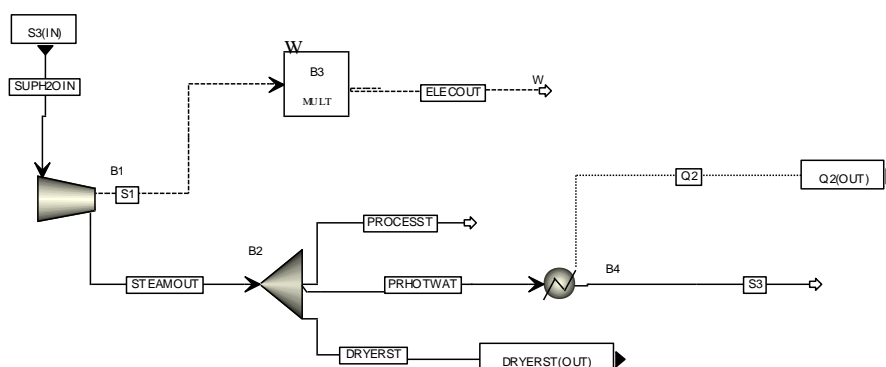 S3(IN)
SUPH2OIN
W
B3
MULT
W
ELECOUT
B1
S1
Q2
Q2(OUT)
PROCESST
B2
B4
STEAMOUT
PRHOTWAT
S3
DRYERST
DRYERST(OUT)